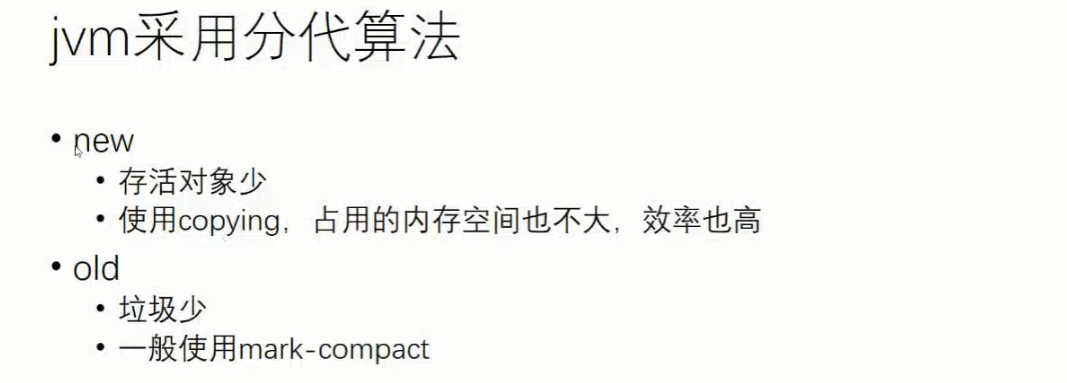 jvm采用分代算法
• new
• 存活对象少
• 使用copying，占用的内存空间也不大，效率也高
• old
• 垃圾少
• 一般使用mark-compact